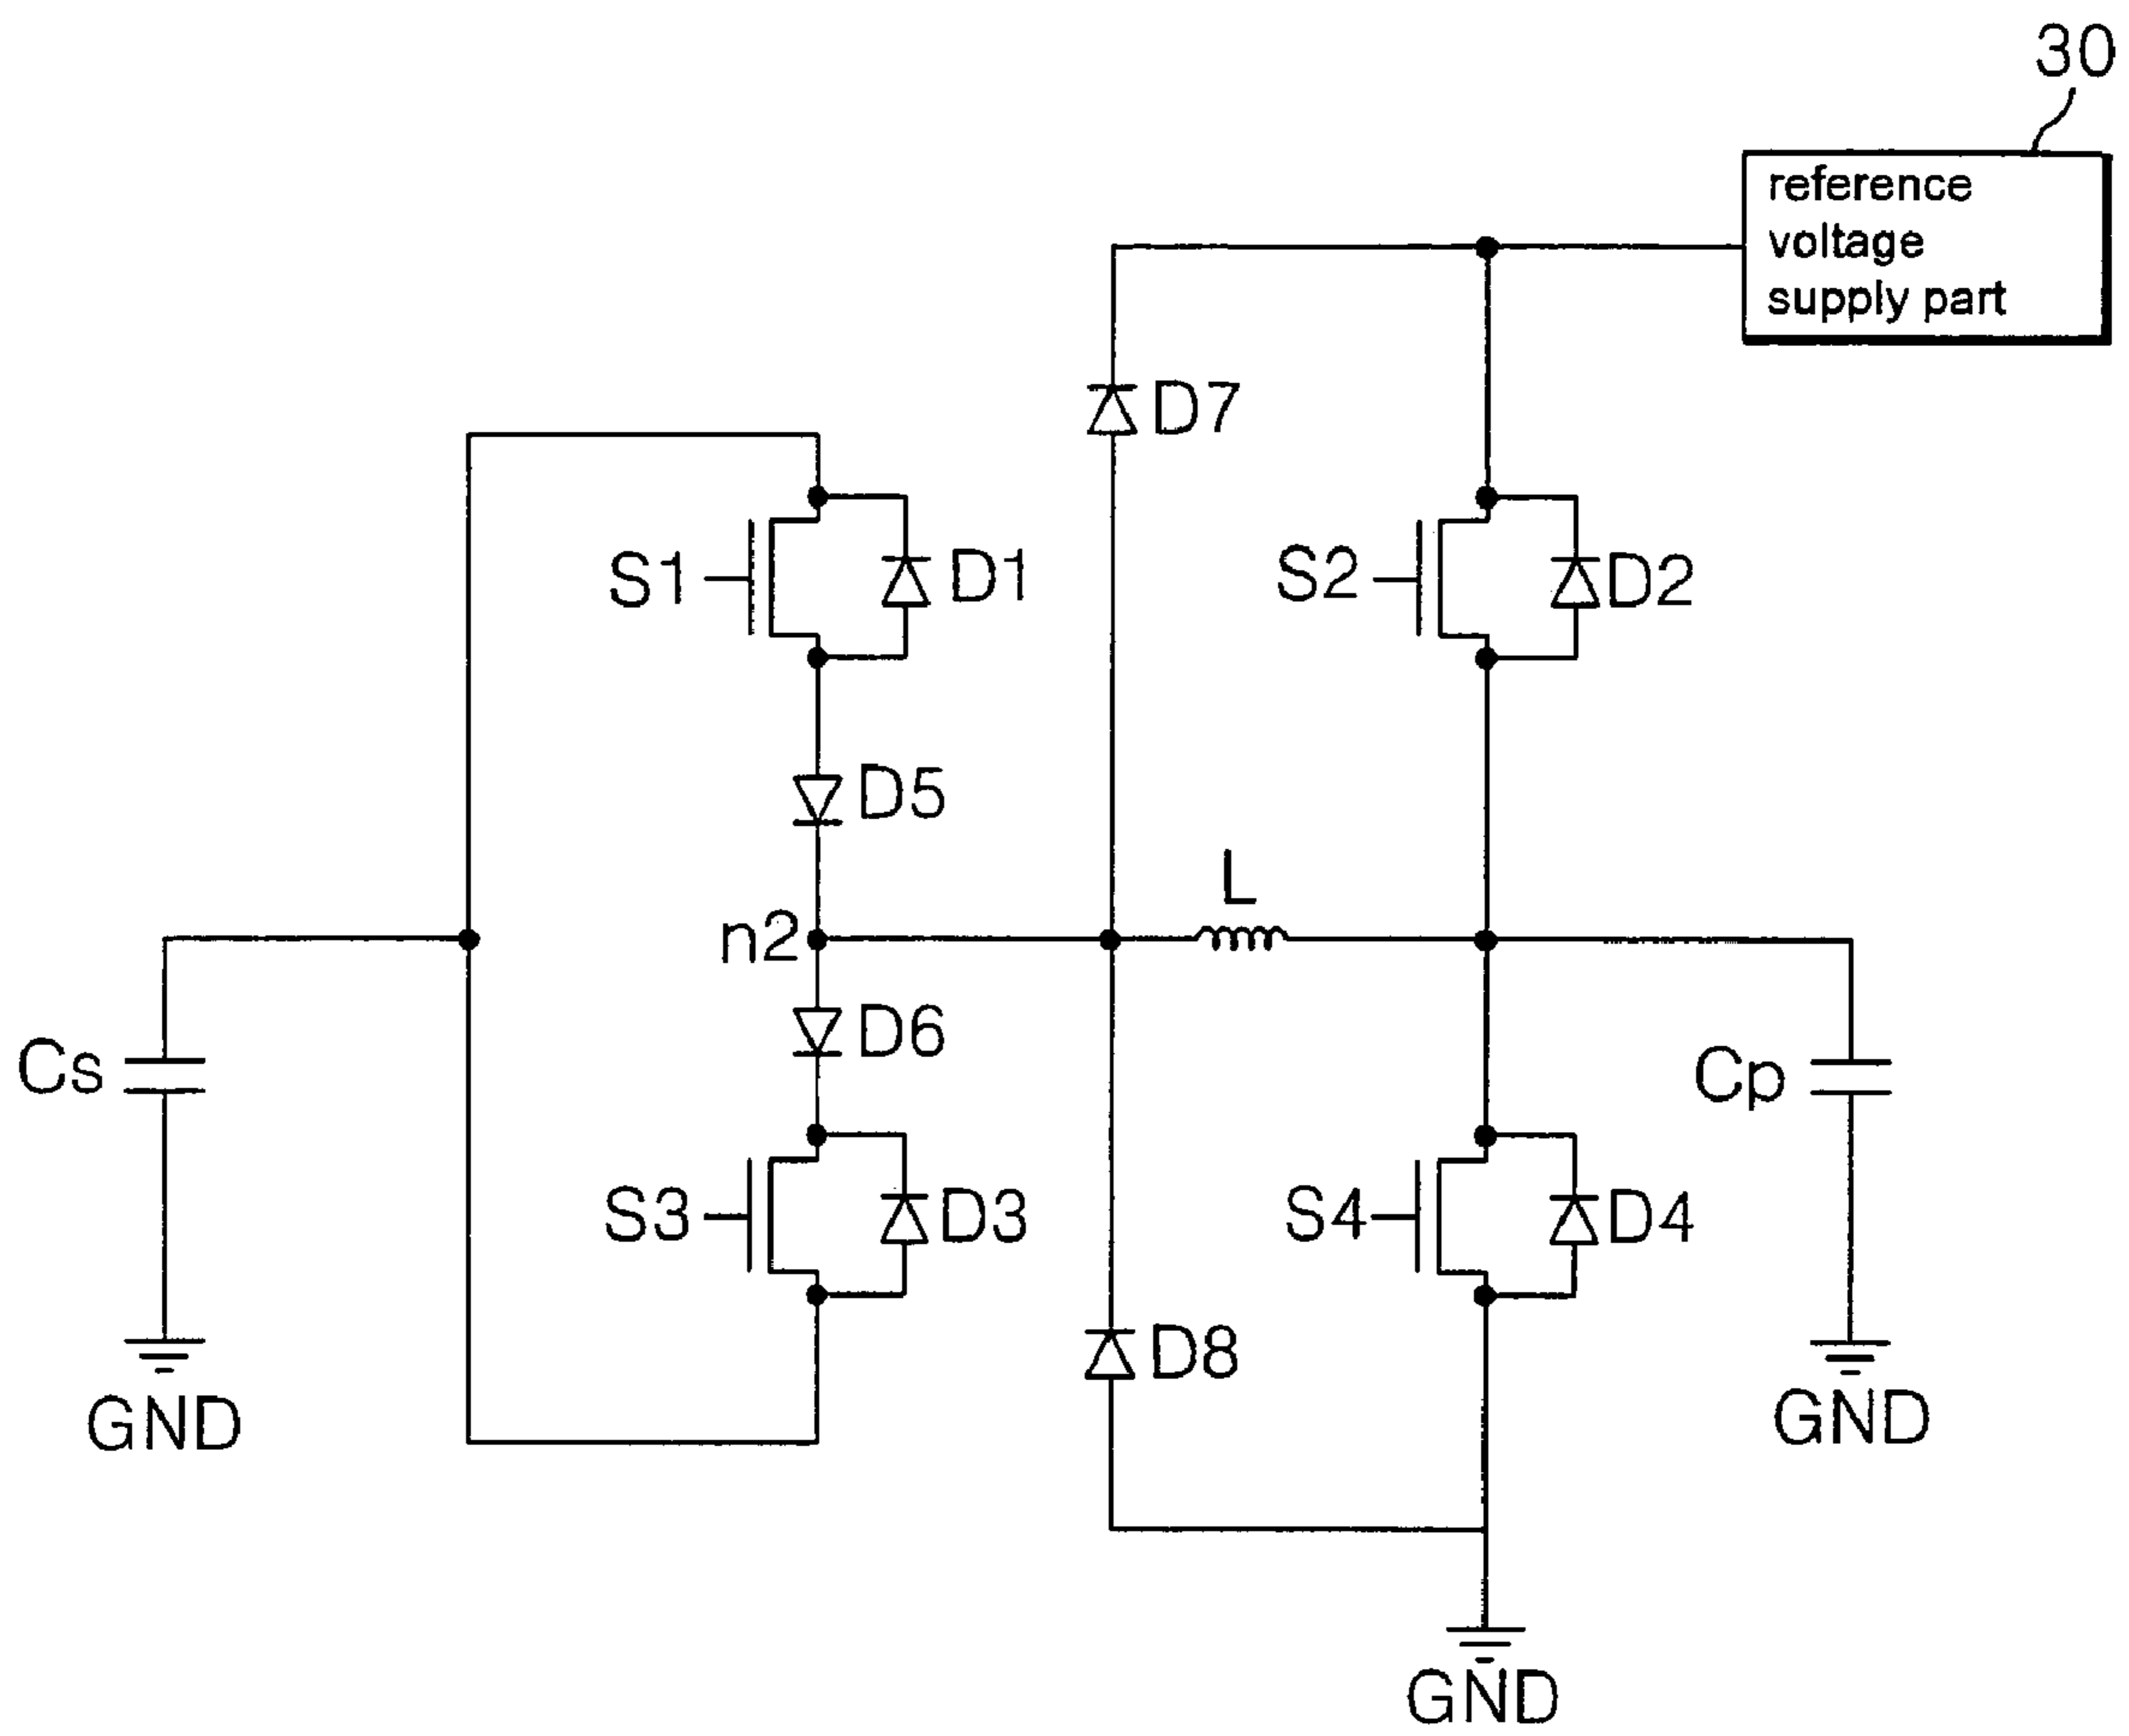 30
reference
voltage
supply part
D7
S1
D1
S2
D2
D5
L
n2
D6
Cs
Cp
S3
D3
S4
D4
D8
GND
GND
GND